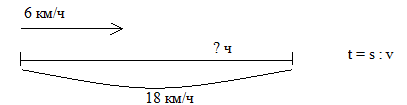 6 км/ч
? ч
t = s : v
18 км/ч